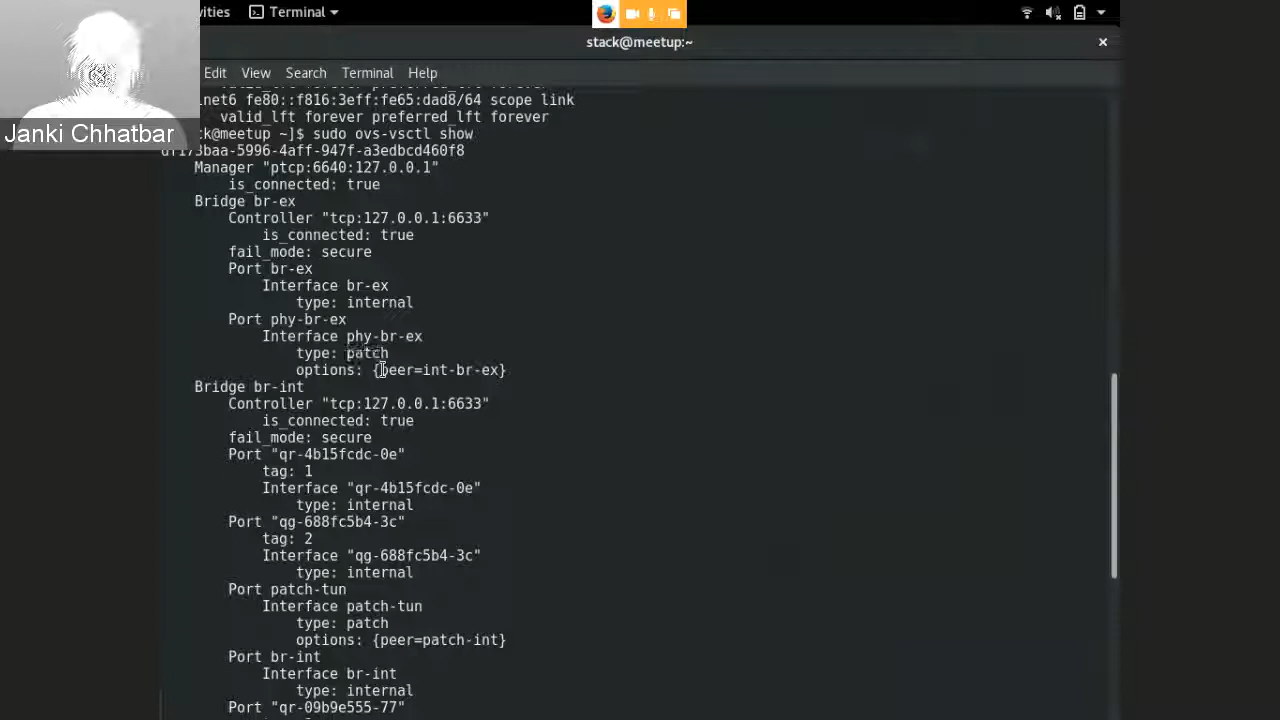 vities Terminal
stack@meetup:~
Edit View Search Terminal Help
inet6 fe80::f816:3eff:fe65:dad8/64 scope link
valid_lft forever preferred_lft forever
ck@meetup ~]$ sudo ovs-vsctl show
df173baa-5996-4aff-947f-a3edbcd460f8
Manager "ptcp:6640:127.0.0.1"
is_connected: true
Bridge br-ex
Controller "tcp:127.0.0.1:6633"
is_connected: true
fail_mode: secure
Port br-ex
Interface br-ex
type: internal
Port phy-br-ex
Interface phy-br-ex
type: patch
options: {peer=int-br-ex}
Bridge br-int
Controller "tcp:127.0.0.1:6633"
is_connected: true
fail_mode: secure
Port "qr-4b15fcdc-0e"
tag: 1
Interface "qr-4b15fcdc-0e"
type: internal
Port "qg-688fc5b4-3c"
tag: 2
Interface "qg-688fc5b4-3c"
type: internal
Port patch-tun
Interface patch-tun
type: patch
options: {peer=patch-int}
Port br-int
Interface br-int
type: internal
Port "qr-09b9e555-77"
Janki Chhatbar